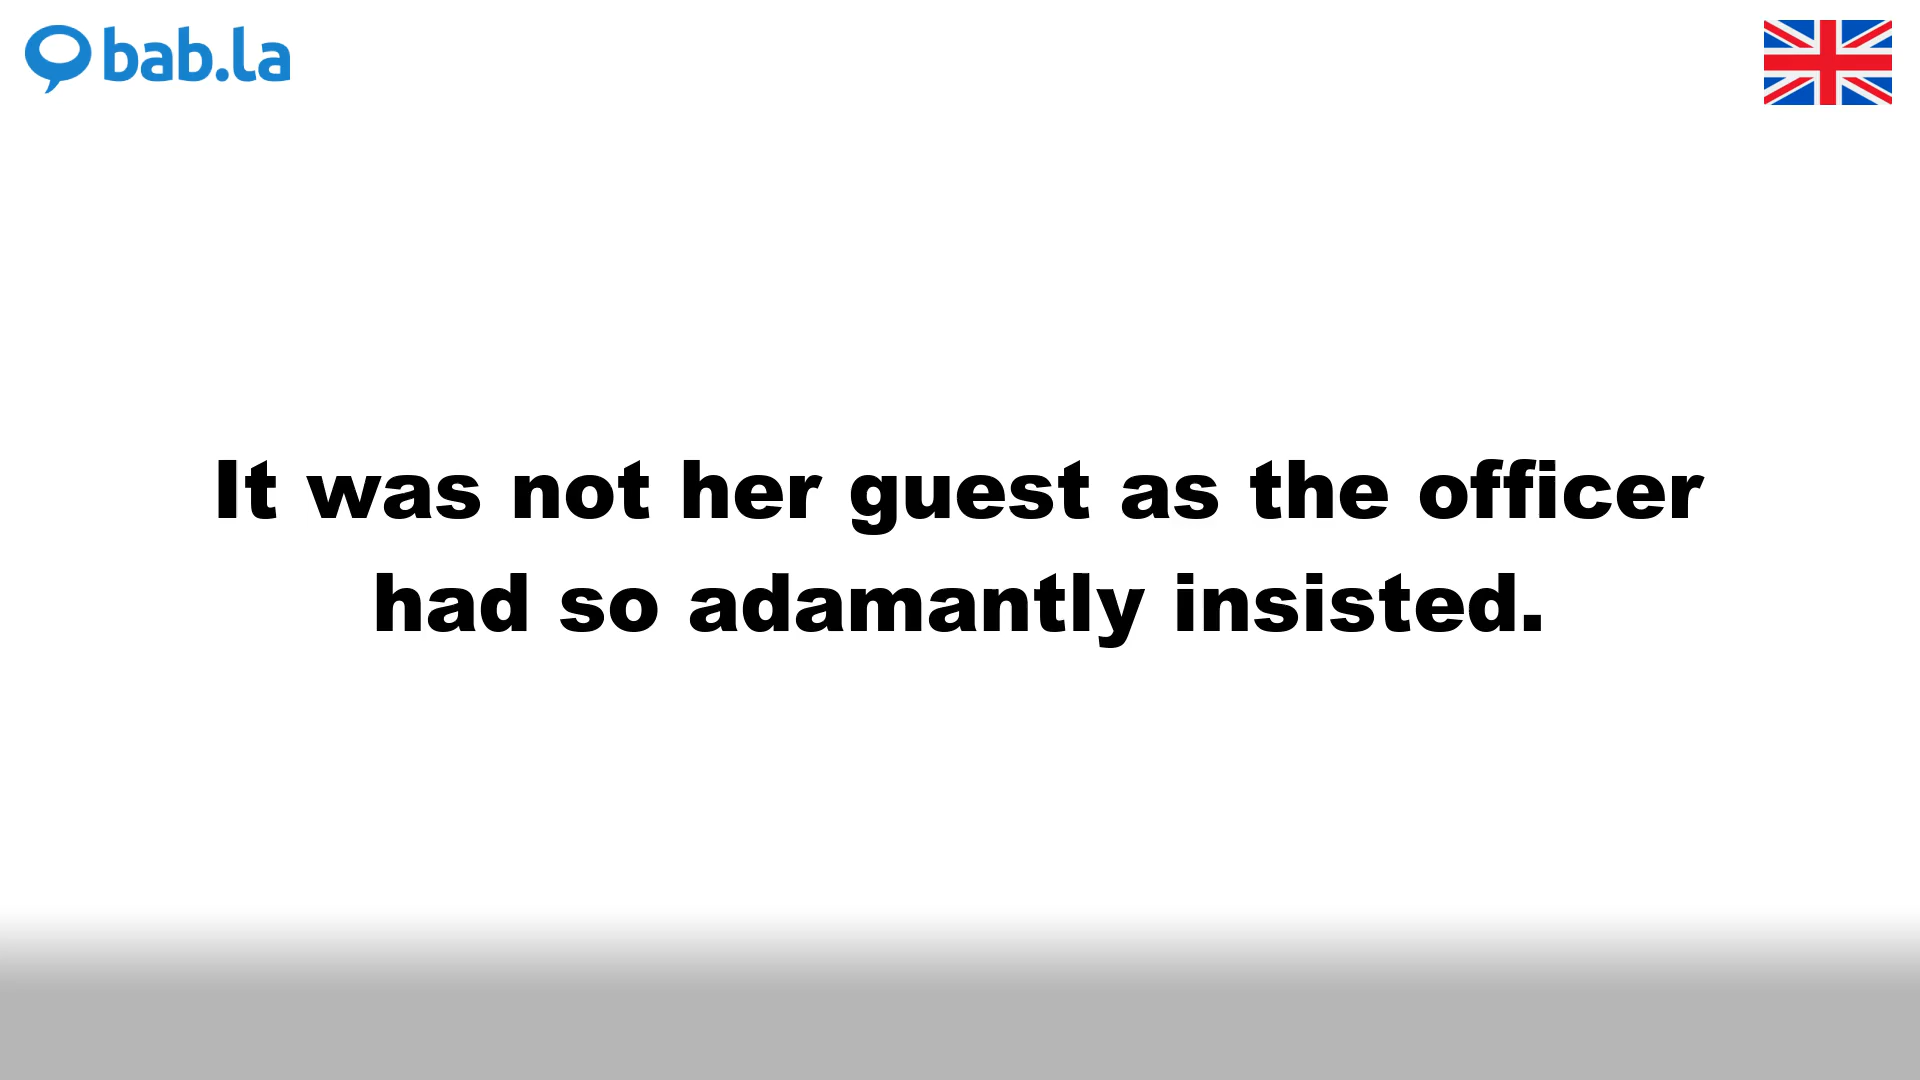 bab.la
It was not her guest as the officer
had so adamantly insisted.